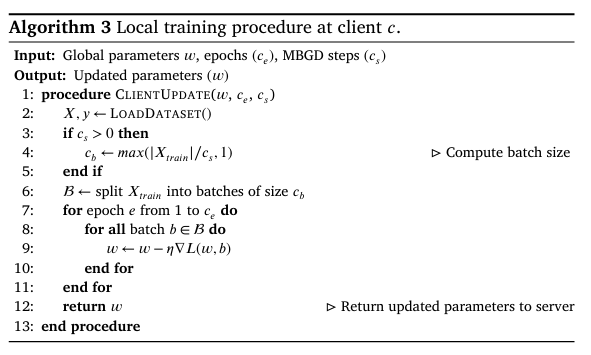 Algorithm 3 Local training procedure at client c.
Input: Global parameters w, epochs (c_e), MBGD steps (c_s)
Output: Updated parameters (w)
1: procedure CLIENTUPDATE(w, c_e, c_s)
2: X, y ← LOADDATASET()
3: if c_s > 0 then
4: c_b ← max(|X_train|/c_s, 1) ▷ Compute batch size
5: end if
6: ℬ ← split X_train into batches of size c_b
7: for epoch e from 1 to c_e do
8: for all batch b ∈ ℬ do
9: w ← w − η∇L(w, b)
10: end for
11: end for
12: return w ▷ Return updated parameters to server
13: end procedure